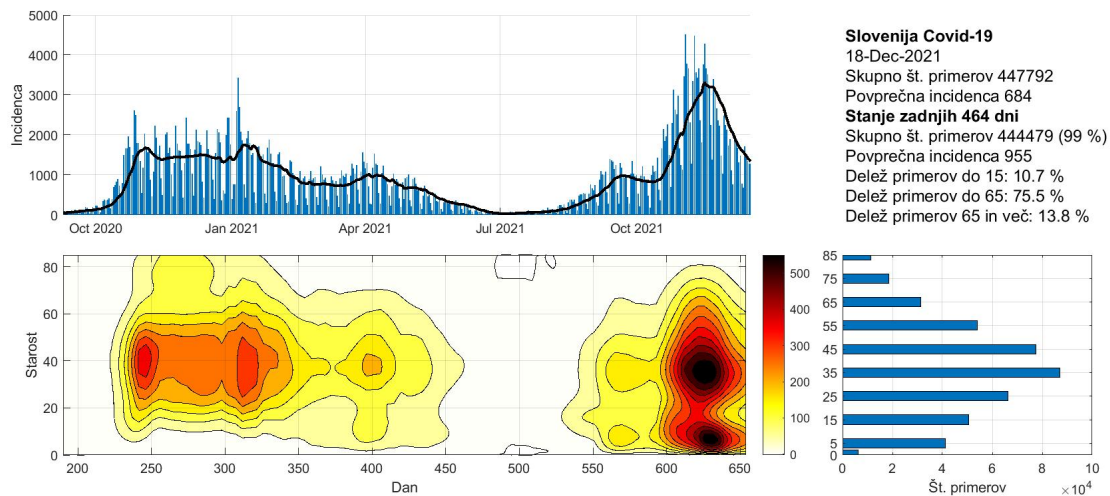 5000
4000
3000
2000
1000
0
Incidenca
Oct 2020
Jan 2021
Apr 2021
Jul 2021
Oct 2021
Slovenija Covid-19
18-Dec-2021
Skupno št. primerov 447792
Povprečna incidenca 684
Stanje zadnjih 464 dni
Skupno št. primerov 444479 (99 %)
Povprečna incidenca 955
Delež primerov do 15: 10.7 %
Delež primerov do 65: 75.5 %
Delež primerov 65 in več: 13.8 %
80
60
40
20
0
Starost
200
250
300
350
400
450
500
550
600
650
Dan
500
400
300
200
100
0
85
75
65
55
45
35
25
15
5
0
0
2
4
6
8
10
Št. primerov
×10⁴